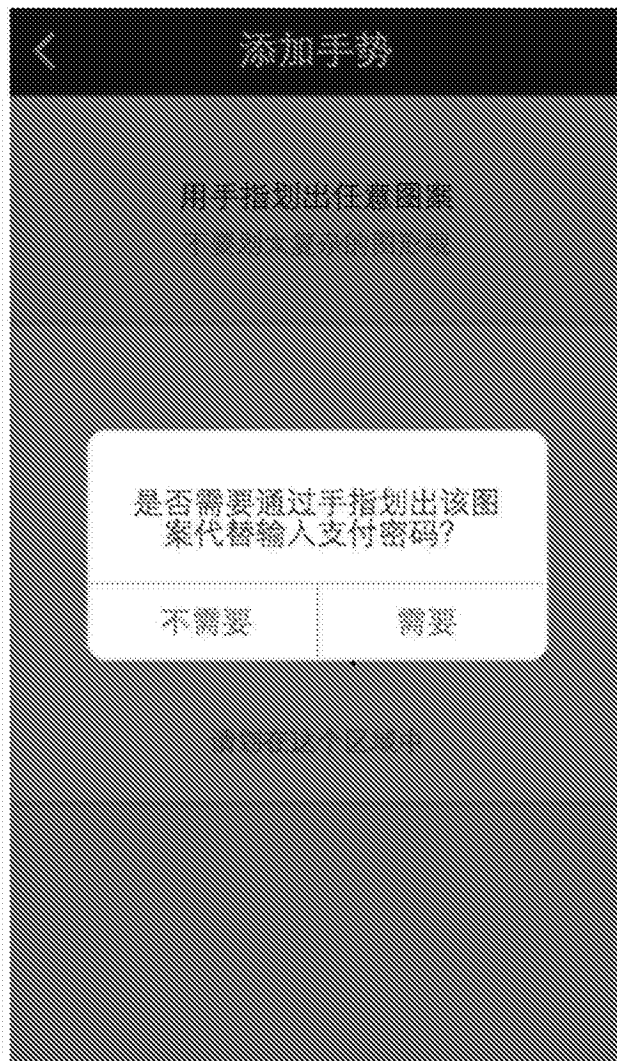 添加手势
用手指划出任意图案
是否需要通过手指划出该图
案代替输入支付密码？
不需要
需要